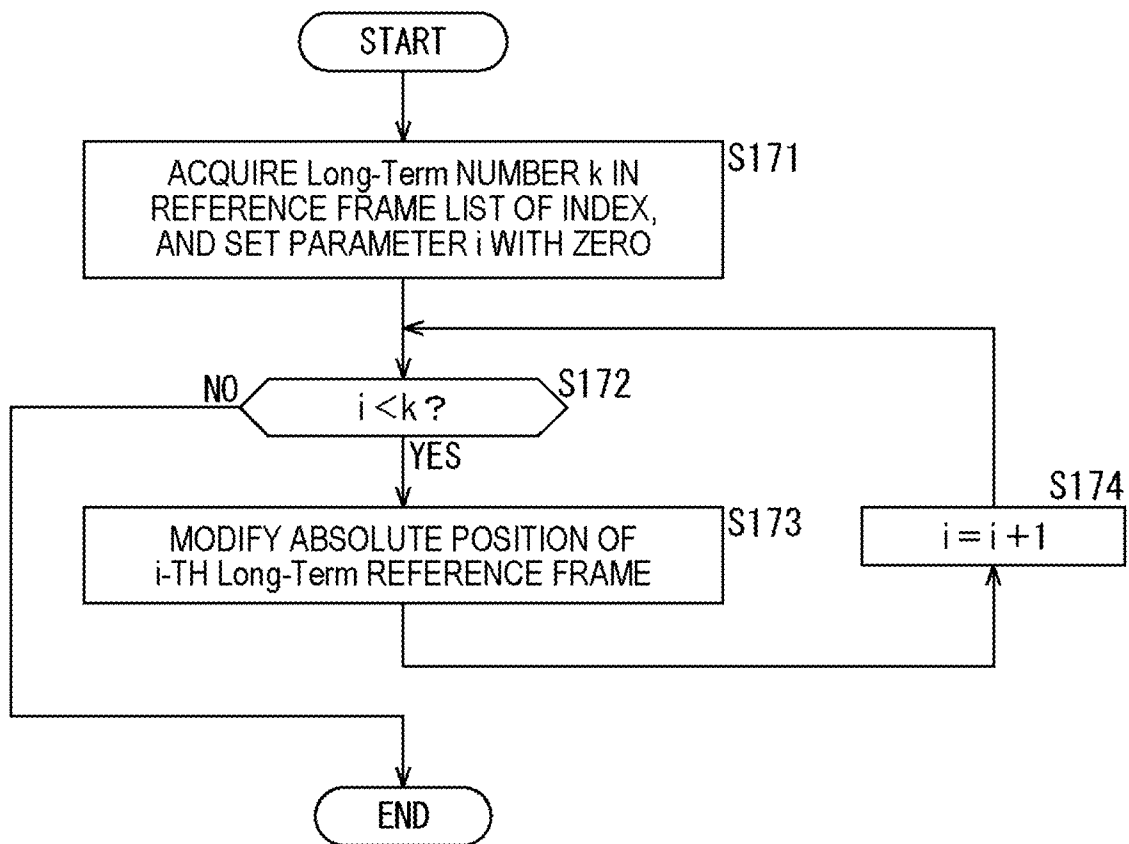 START
S171
ACQUIRE Long-Term NUMBER k IN
REFERENCE FRAME LIST OF INDEX,
AND SET PARAMETER i WITH ZERO
NO
S172
i<k?
YES
S173
MODIFY ABSOLUTE POSITION OF
i-TH Long-Term REFERENCE FRAME
S174
i=i+1
END